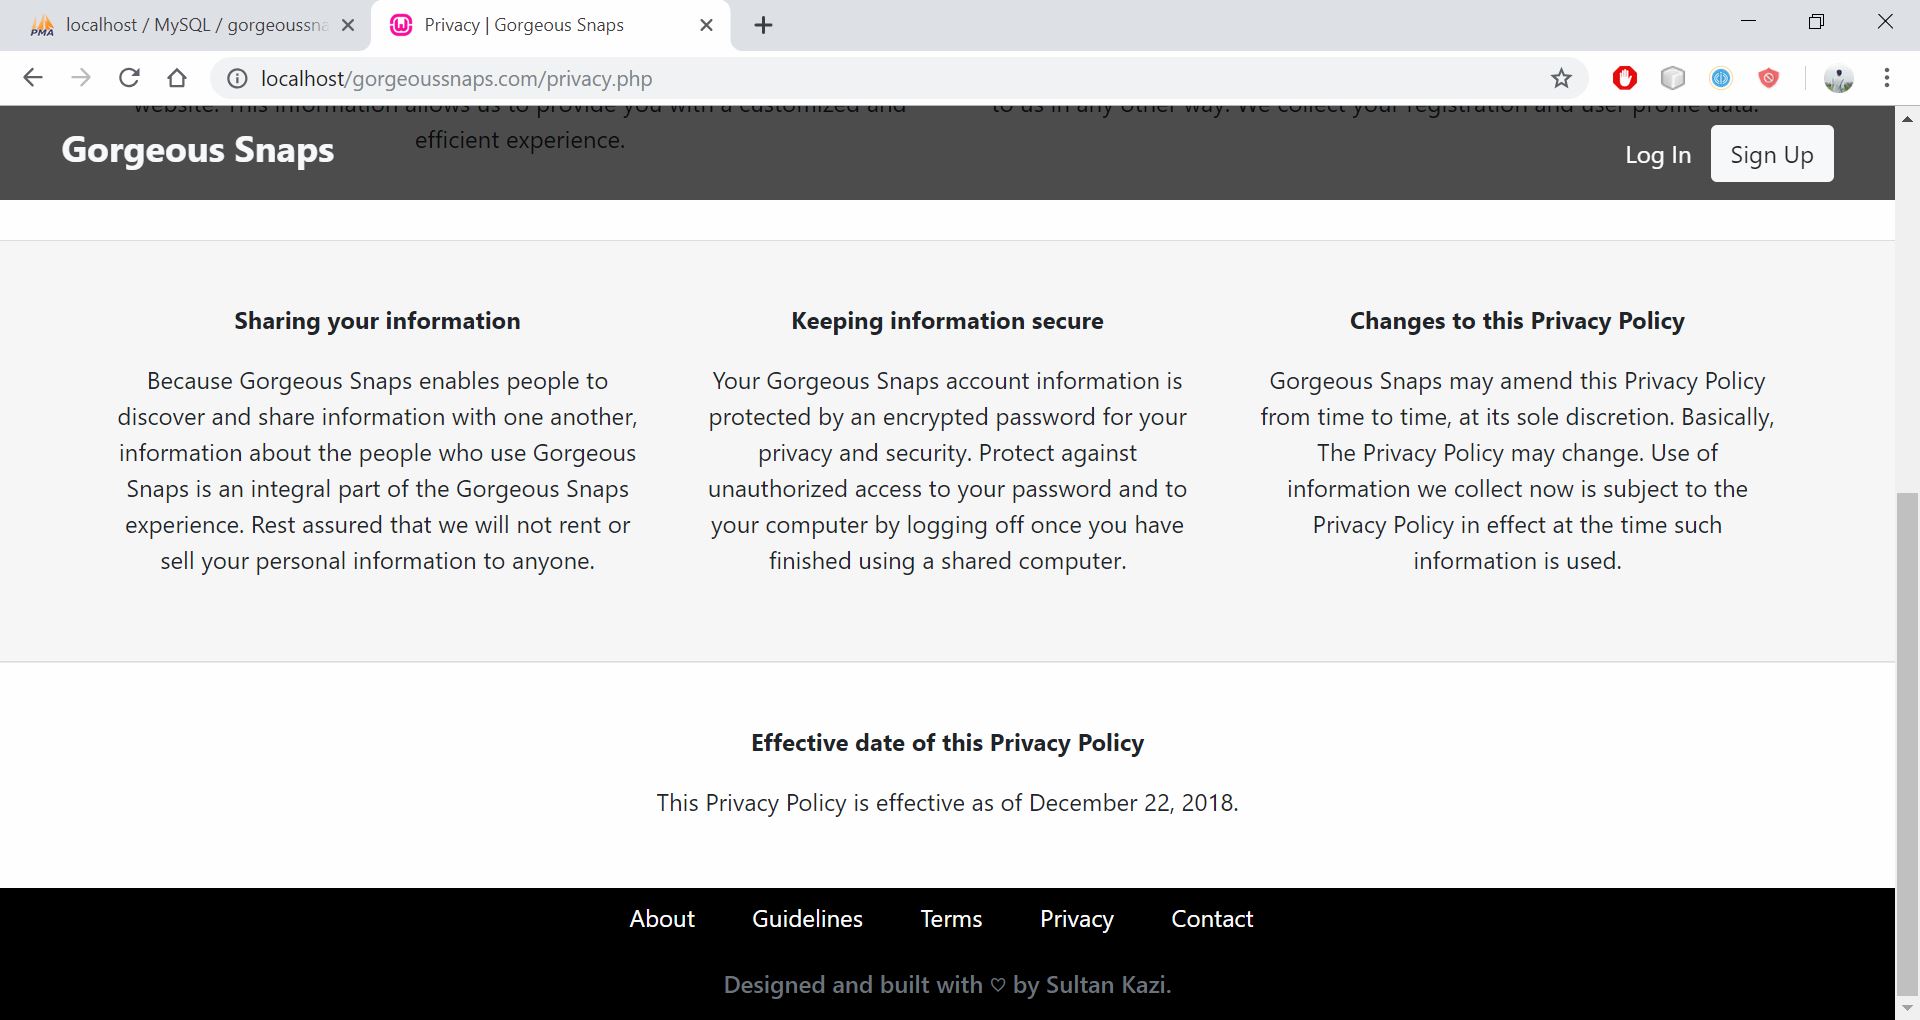 PMA localhost / MySQL / gorgeoussna
Privacy | Gorgeous Snaps
localhost/gorgeoussnaps.com/privacy.php
website. This information allows us to provide you with a customized and
efficient experience.
to us in any other way. We collect your registration and user profile data.
Gorgeous Snaps
Log In
Sign Up
Sharing your information
Because Gorgeous Snaps enables people to
discover and share information with one another,
information about the people who use Gorgeous
Snaps is an integral part of the Gorgeous Snaps
experience. Rest assured that we will not rent or
sell your personal information to anyone.
Keeping information secure
Your Gorgeous Snaps account information is
protected by an encrypted password for your
privacy and security. Protect against
unauthorized access to your password and to
your computer by logging off once you have
finished using a shared computer.
Changes to this Privacy Policy
Gorgeous Snaps may amend this Privacy Policy
from time to time, at its sole discretion. Basically,
The Privacy Policy may change. Use of
information we collect now is subject to the
Privacy Policy in effect at the time such
information is used.
Effective date of this Privacy Policy
This Privacy Policy is effective as of December 22, 2018.
About Guidelines Terms Privacy Contact
Designed and built with ♡ by Sultan Kazi.